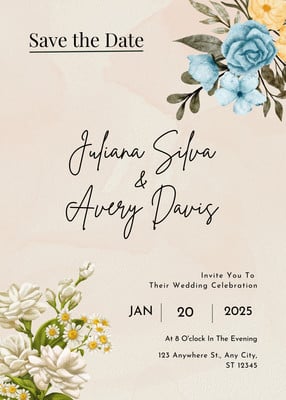 Save the Date
Juliana Silva
&
Avery Davis
Invite You To
Their Wedding Celebration
JAN | 20 | 2025
At 8 O'clock In The Evening
123 Anywhere St., Any City,
ST 12345